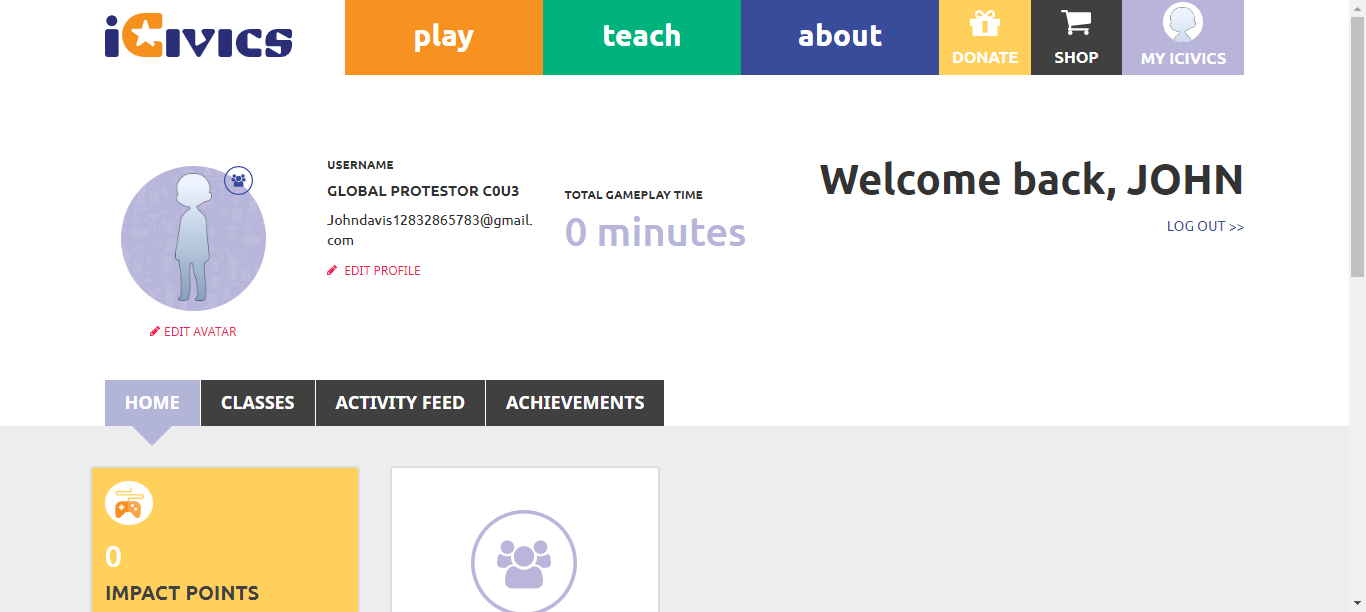 iCivics
play
teach
about
DONATE
SHOP
MY ICIVICS
USERNAME
GLOBAL PROTESTOR C0U3
Johndavis12832865783@gmail.
com
EDIT PROFILE
EDIT AVATAR
TOTAL GAMEPLAY TIME
0 minutes
Welcome back, JOHN
LOG OUT >>
HOME
CLASSES
ACTIVITY FEED
ACHIEVEMENTS
0
IMPACT POINTS